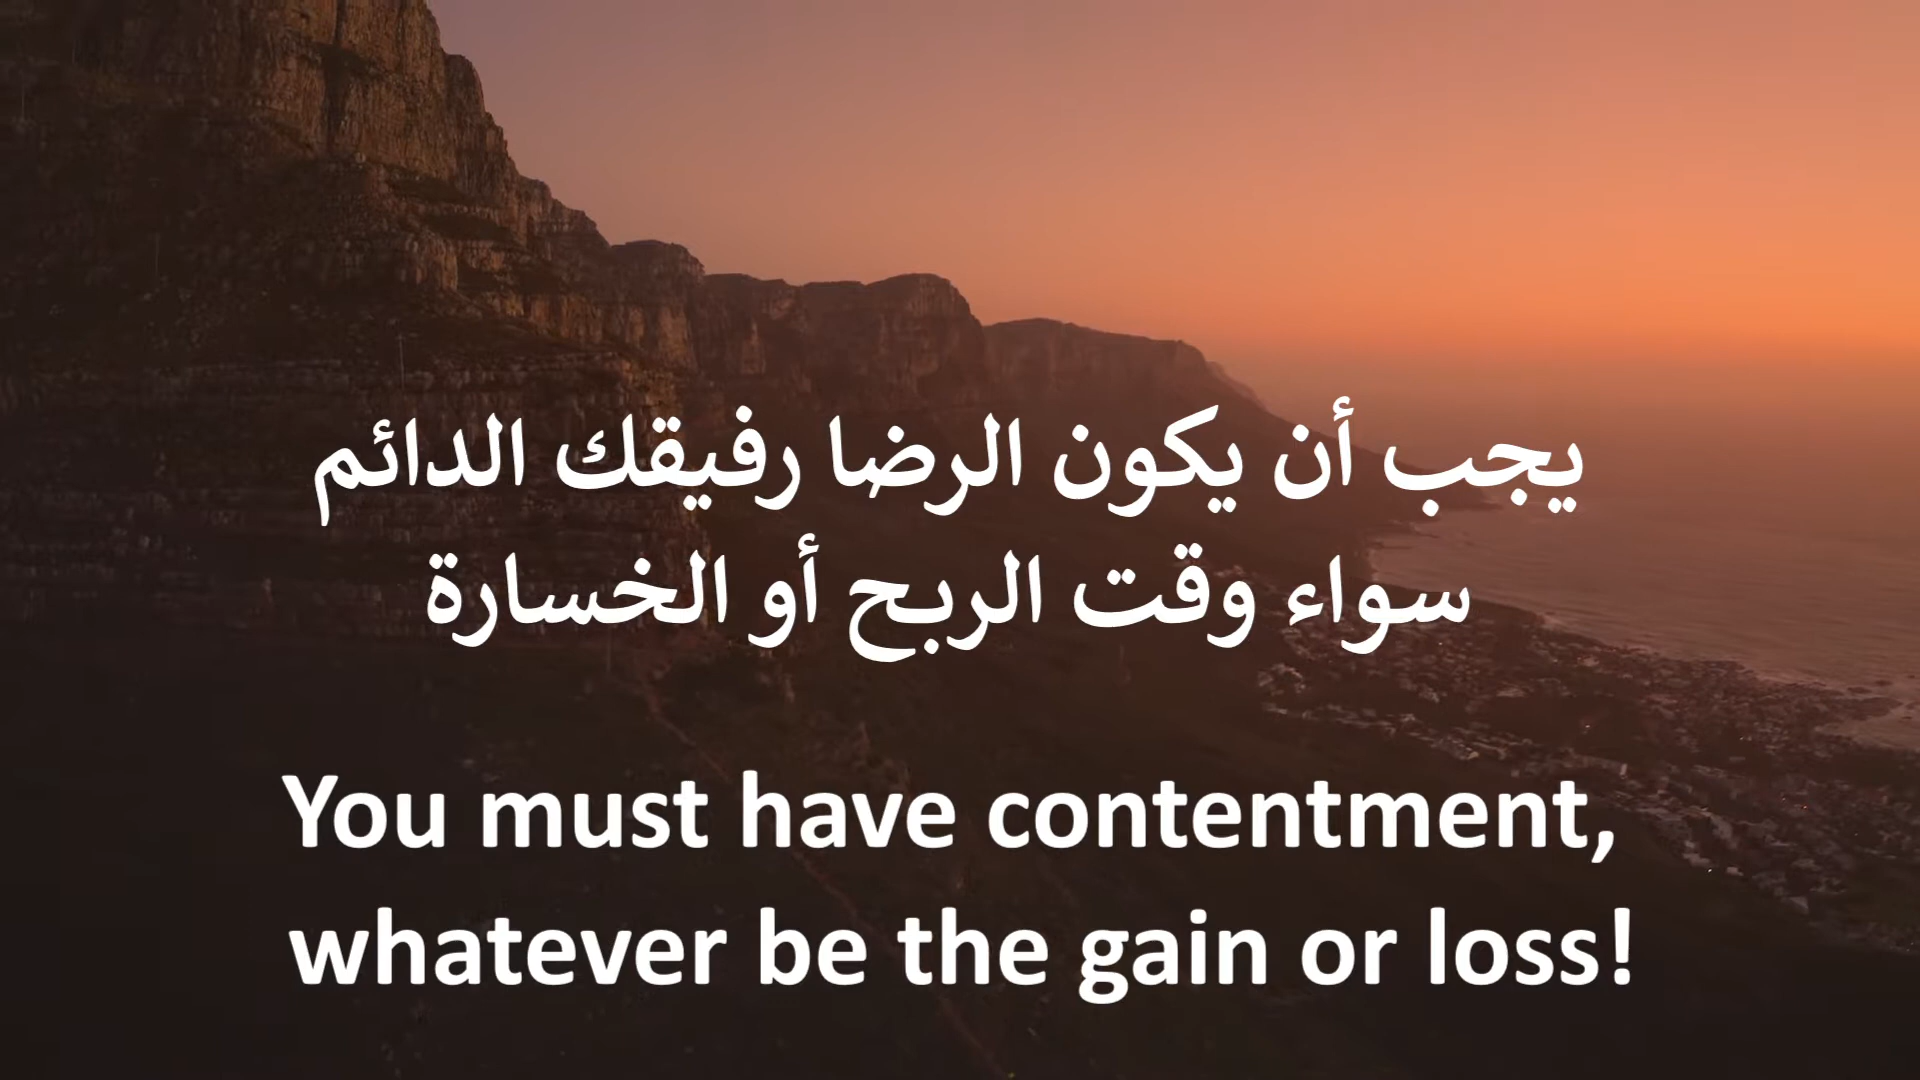 يجب أن يكون الرضا رفيقك الدائم
سواء وقت الربح أو الخسارة
You must have contentment,
whatever be the gain or loss!